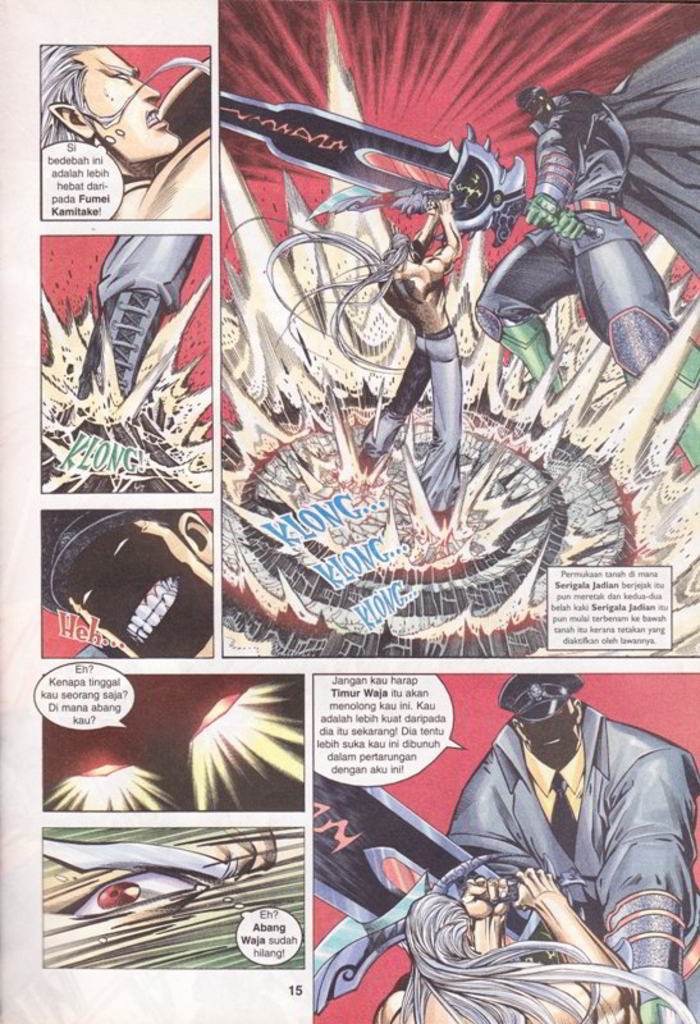 Si
bedebah ini
adalah lebih
hebat dari-
pada Fumei
Kamitake!
KLONG!
KLONG...
KLONG...
KLONG...
Permukaan tanah di mana
Serigala Jadian berjejak itu
pun meretak dan kedua-dua
belah kaki Serigala Jadian itu
pun mulai terbenam ke bawah
tanah itu kerana tetakan yang
diaktifkan oleh lawannya.
Heh...
Eh?
Kenapa tinggal
kau seorang saja?
Di mana abang
kau?
Jangan kau harap
Timur Waja itu akan
menolong kau ini. Kau
adalah lebih kuat daripada
dia itu sekarang! Dia tentu
lebih suka kau ini dibunuh
dalam pertarungan
dengan aku ini!
Eh?
Abang
Waja sudah
hilang!
15